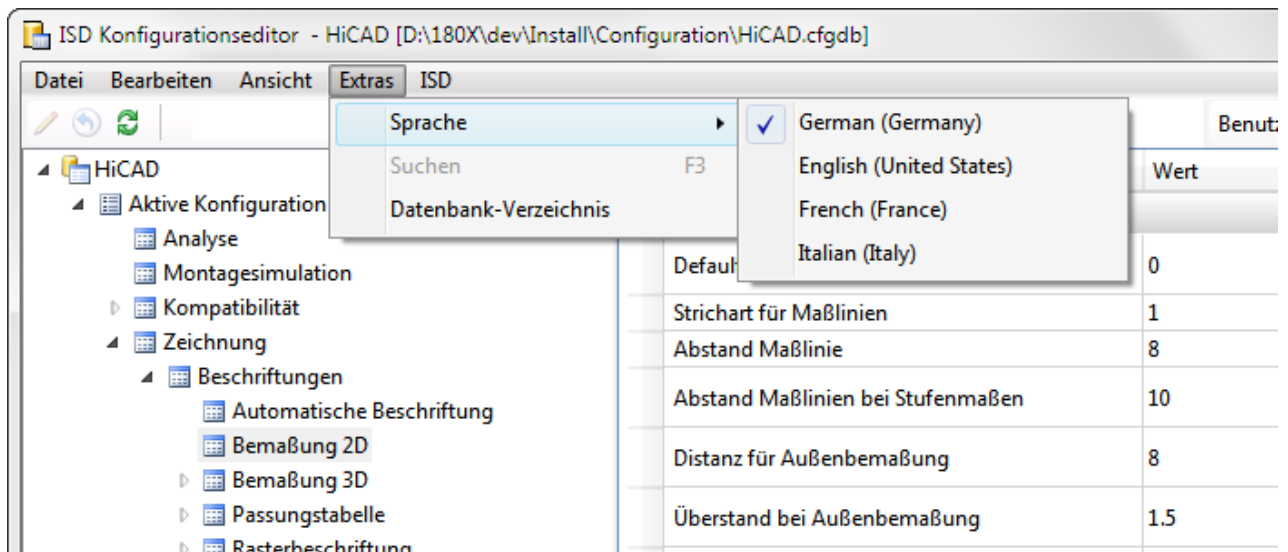 ISD Konfigurationseditor - HiCAD [D:\180X\dev\Install\Configuration\HiCAD.cfgdb]
Datei Bearbeiten Ansicht Extras ISD
Sprache
Suchen F3
Datenbank-Verzeichnis
German (Germany)
English (United States)
French (France)
Italian (Italy)
HiCAD
Aktive Konfiguration
Analyse
Montagesimulation
Kompatibilität
Zeichnung
Beschriftungen
Automatische Beschriftung
Bemaßung 2D
Bemaßung 3D
Passungstabelle
Rasterbeschriftung
Wert
0
Strichart für Maßlinien 1
Abstand Maßlinie 8
Abstand Maßlinien bei Stufenmaßen 10
Distanz für Außenbemaßung 8
Überstand bei Außenbemaßung 1.5